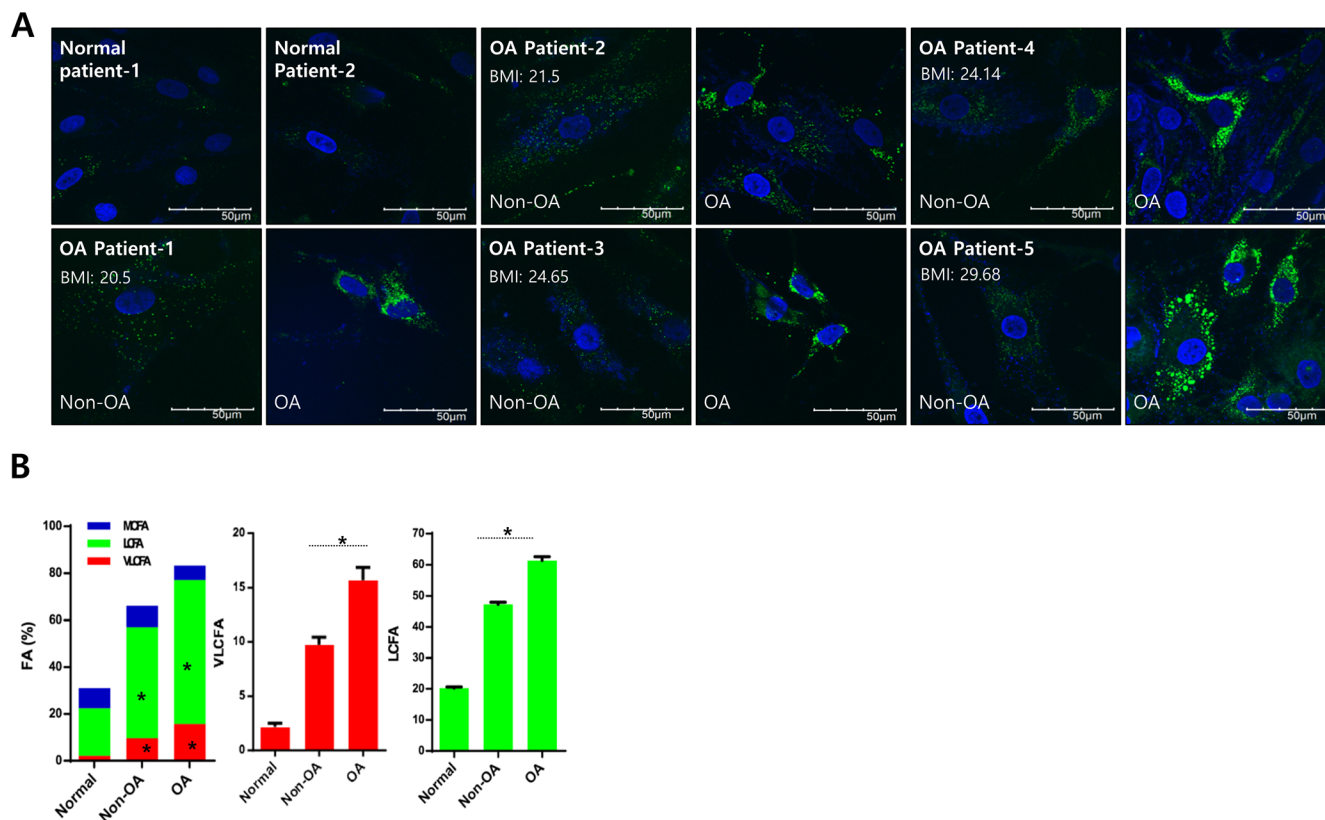 A
Normal
patient-1
50µm
Normal
Patient-2
50µm
OA Patient-2
BMI: 21.5
Non-OA
50µm
OA
50µm
OA Patient-4
BMI: 24.14
Non-OA
50µm
OA
50µm
OA Patient-1
BMI: 20.5
Non-OA
50µm
OA
50µm
OA Patient-3
BMI: 24.65
Non-OA
50µm
OA
50µm
OA Patient-5
BMI: 29.68
Non-OA
50µm
OA
50µm
B
FA (%)
100
80
60
40
20
0
MCFA
LCFA
VLCFA
*
*
*
*
Normal
Non-OA
OA
VLCFA
20
15
10
5
0
*
Normal
Non-OA
OA
LCFA
70
60
50
40
30
20
10
0
*
Normal
Non-OA
OA